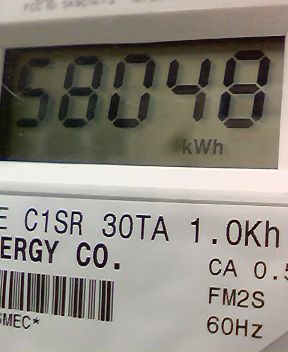 58048
kWh
E C1SR 30TA 1.0Kh
ERGY CO.
CA 0.5
FM2S
SMEC*
60Hz